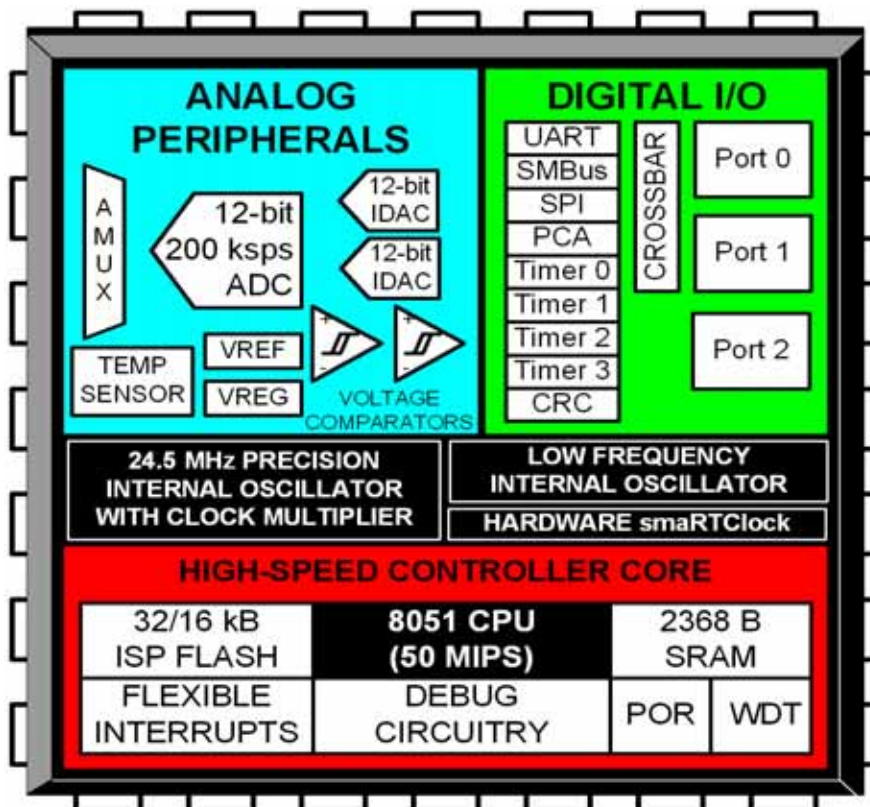 ANALOG
PERIPHERALS
AMUX
12-bit
200 ksps
ADC
12-bit
IDAC
12-bit
IDAC
TEMP
SENSOR
VREF
VREG
+
-
+
-
VOLTAGE
COMPARATORS
DIGITAL I/O
UART
SMBus
SPI
PCA
Timer 0
Timer 1
Timer 2
Timer 3
CRC
CROSSBAR
Port 0
Port 1
Port 2
24.5 MHz PRECISION
INTERNAL OSCILLATOR
WITH CLOCK MULTIPLIER
LOW FREQUENCY
INTERNAL OSCILLATOR
HARDWARE smaRTClock
HIGH-SPEED CONTROLLER CORE
32/16 kB
ISP FLASH
8051 CPU
(50 MIPS)
2368 B
SRAM
FLEXIBLE
INTERRUPTS
DEBUG
CIRCUITRY
POR
WDT